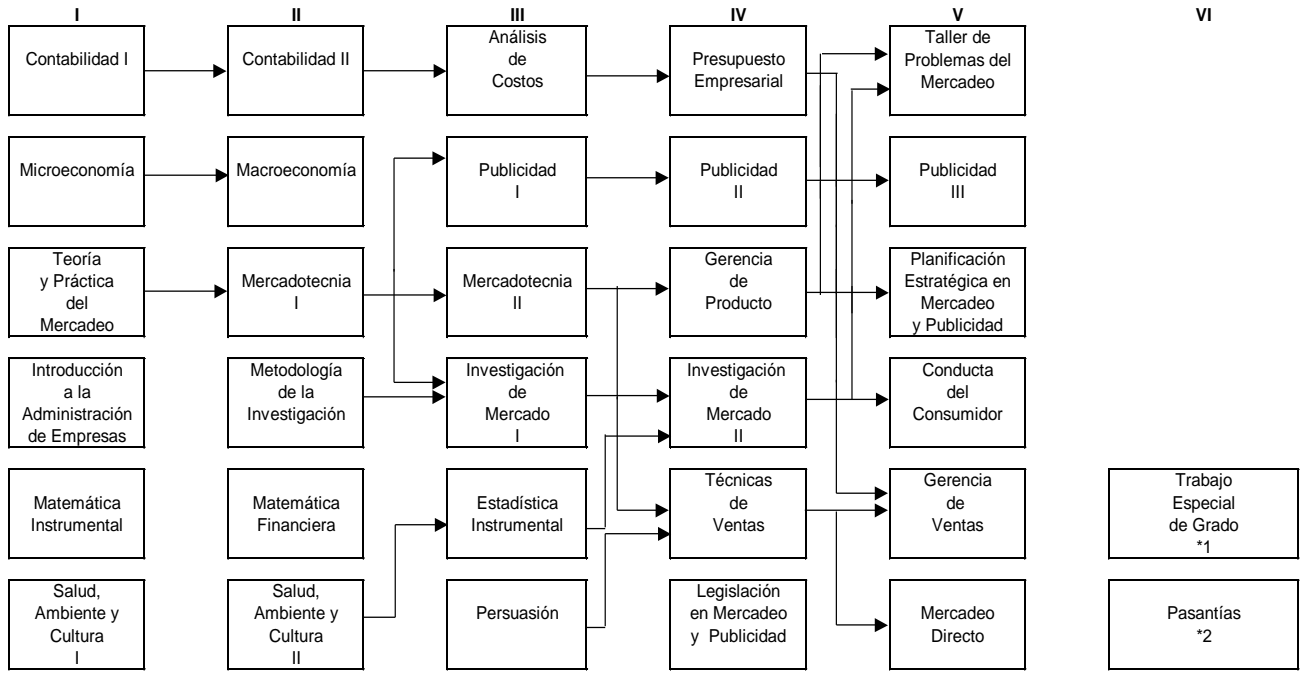 I
II
III
IV
V
VI
Contabilidad I
Contabilidad II
Análisis
de
Costos
Presupuesto
Empresarial
Taller de
Problemas del
Mercadeo
Microeconomía
Macroeconomía
Publicidad
I
Publicidad
II
Publicidad
III
Teoría
y Práctica
del
Mercadeo
Mercadotecnia
I
Mercadotecnia
II
Gerencia
de
Producto
Planificación
Estratégica en
Mercadeo
y Publicidad
Introducción
a la
Administración
de Empresas
Metodología
de la
Investigación
Investigación
de
Mercado
I
Investigación
de
Mercado
II
Conducta
del
Consumidor
Matemática
Instrumental
Matemática
Financiera
Estadística
Instrumental
Técnicas
de
Ventas
Gerencia
de
Ventas
Trabajo
Especial
de Grado
*1
Salud,
Ambiente y
Cultura
I
Salud,
Ambiente y
Cultura
II
Persuasión
Legislación
en Mercadeo
y Publicidad
Mercadeo
Directo
Pasantías
*2